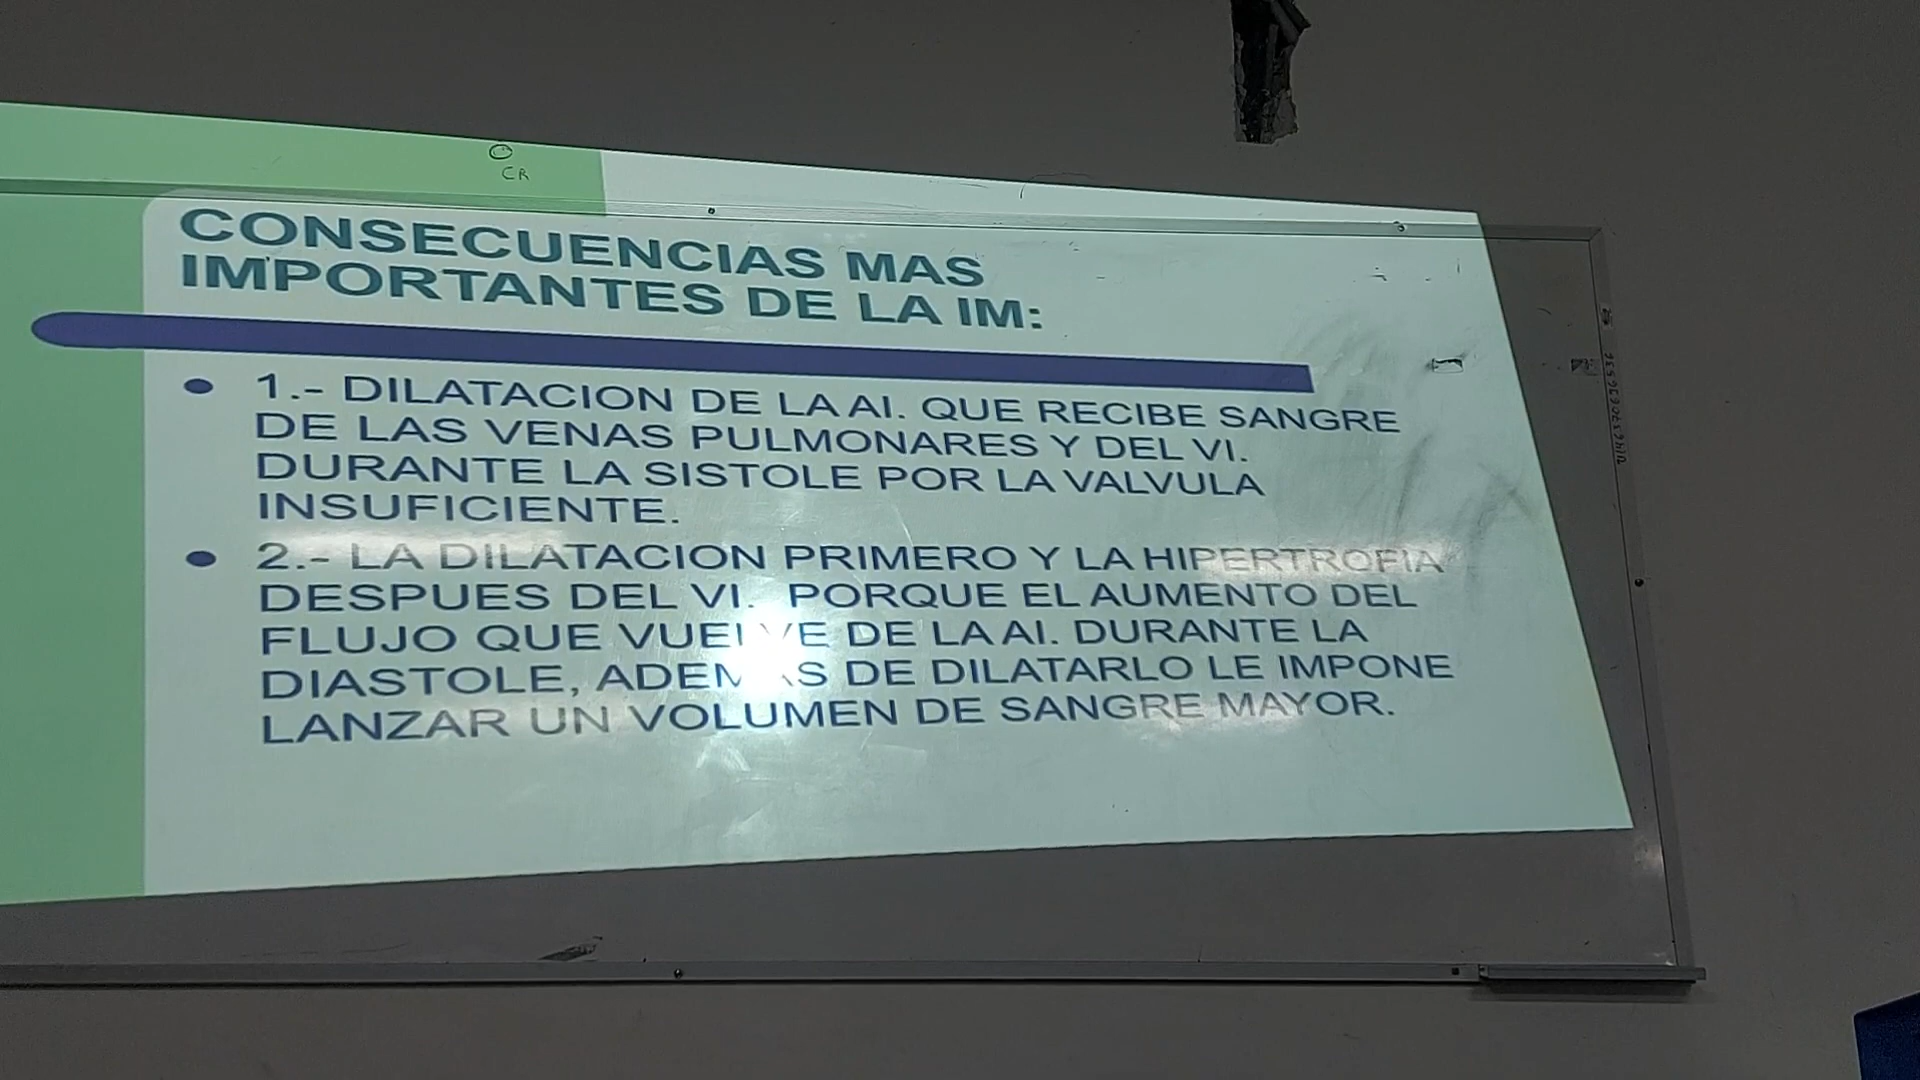 CR
CONSECUENCIAS MAS
IMPORTANTES DE LA IM:
1.- DILATACION DE LA AI. QUE RECIBE SANGRE
DE LAS VENAS PULMONARES Y DEL VI.
DURANTE LA SISTOLE POR LA VALVULA
INSUFICIENTE.
2.- LA DILATACION PRIMERO Y LA HIPERTROFIA
DESPUES DEL VI. PORQUE EL AUMENTO DEL
FLUJO QUE VUELVE DE LA AI. DURANTE LA
DIASTOLE, ADEMAS DE DILATARLO LE IMPONE
LANZAR UN VOLUMEN DE SANGRE MAYOR.